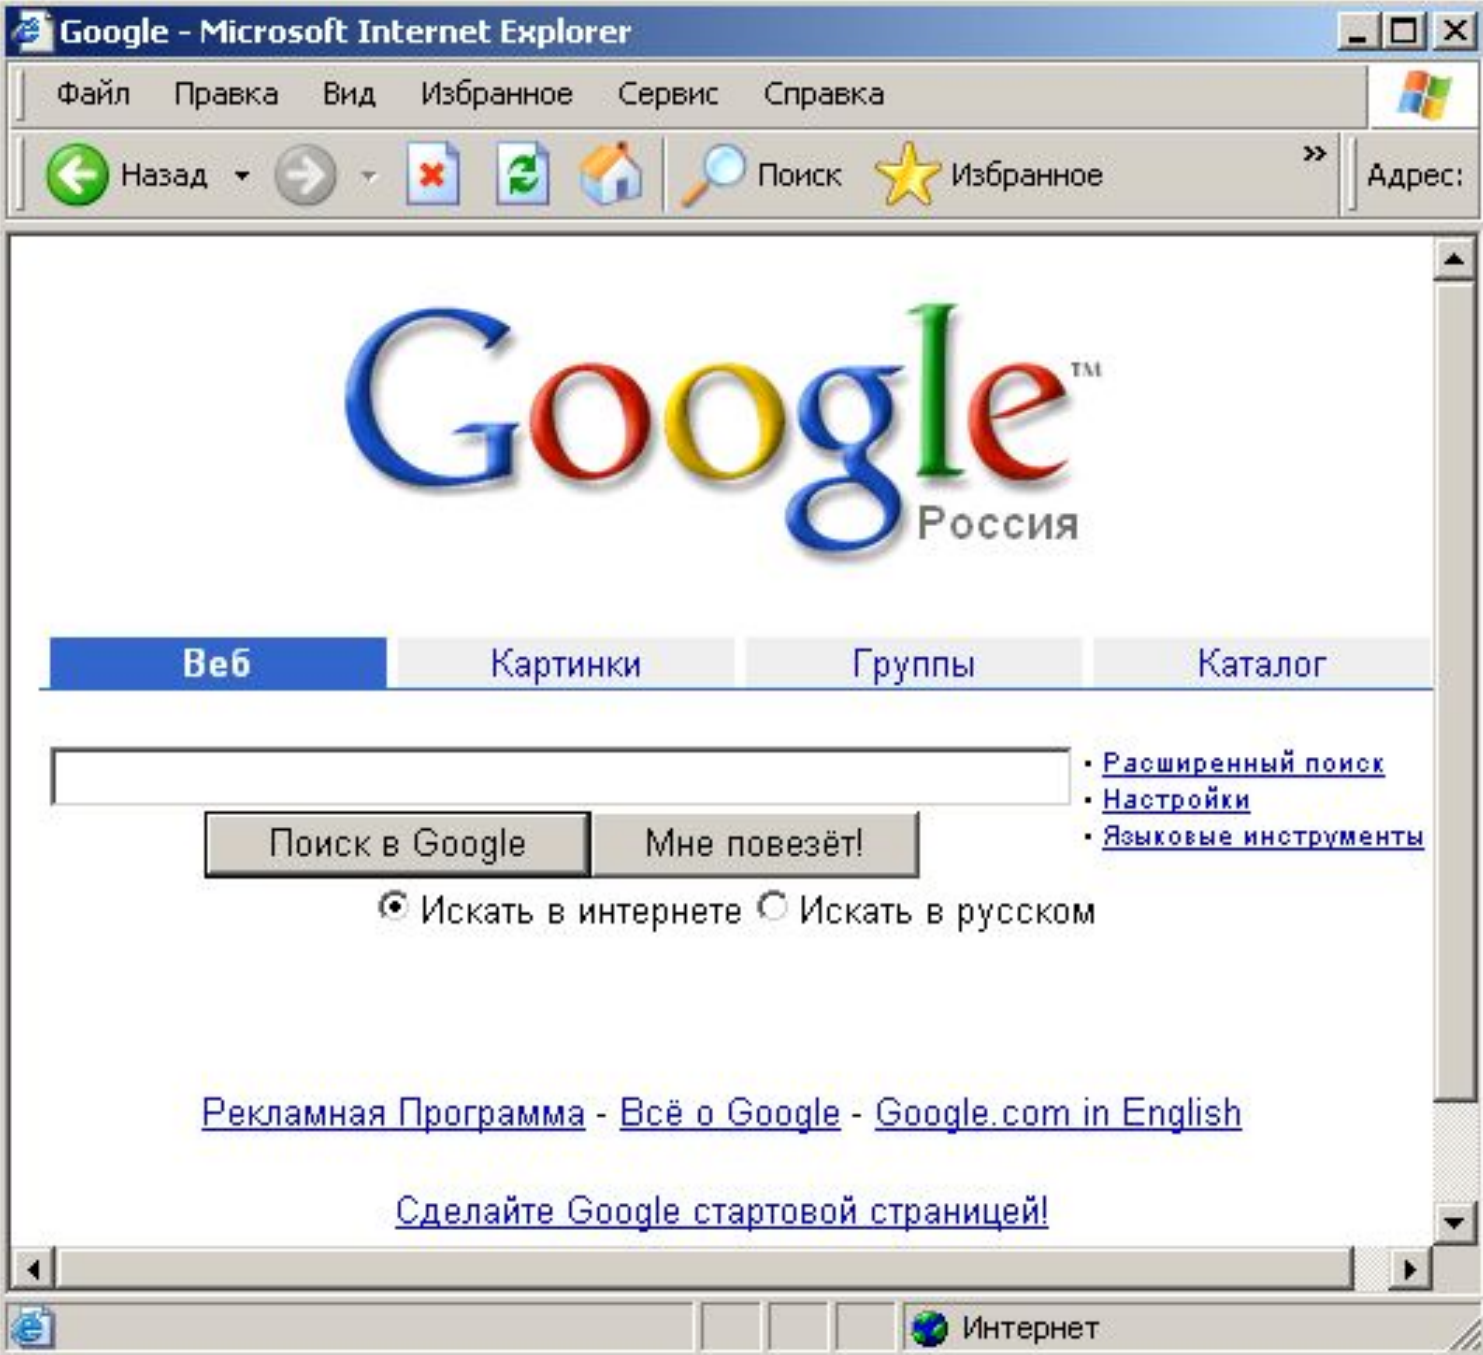 Google - Microsoft Internet Explorer
Файл Правка Вид Избранное Сервис Справка
Назад Поиск Избранное » Адрес:
Google™
Россия
Веб Картинки Группы Каталог
Расширенный поиск
Настройки
Языковые инструменты
Поиск в Google Мне повезёт!
Искать в интернете Искать в русском
Рекламная Программа - Всё о Google - Google.com in English
Сделайте Google стартовой страницей!
Интернет